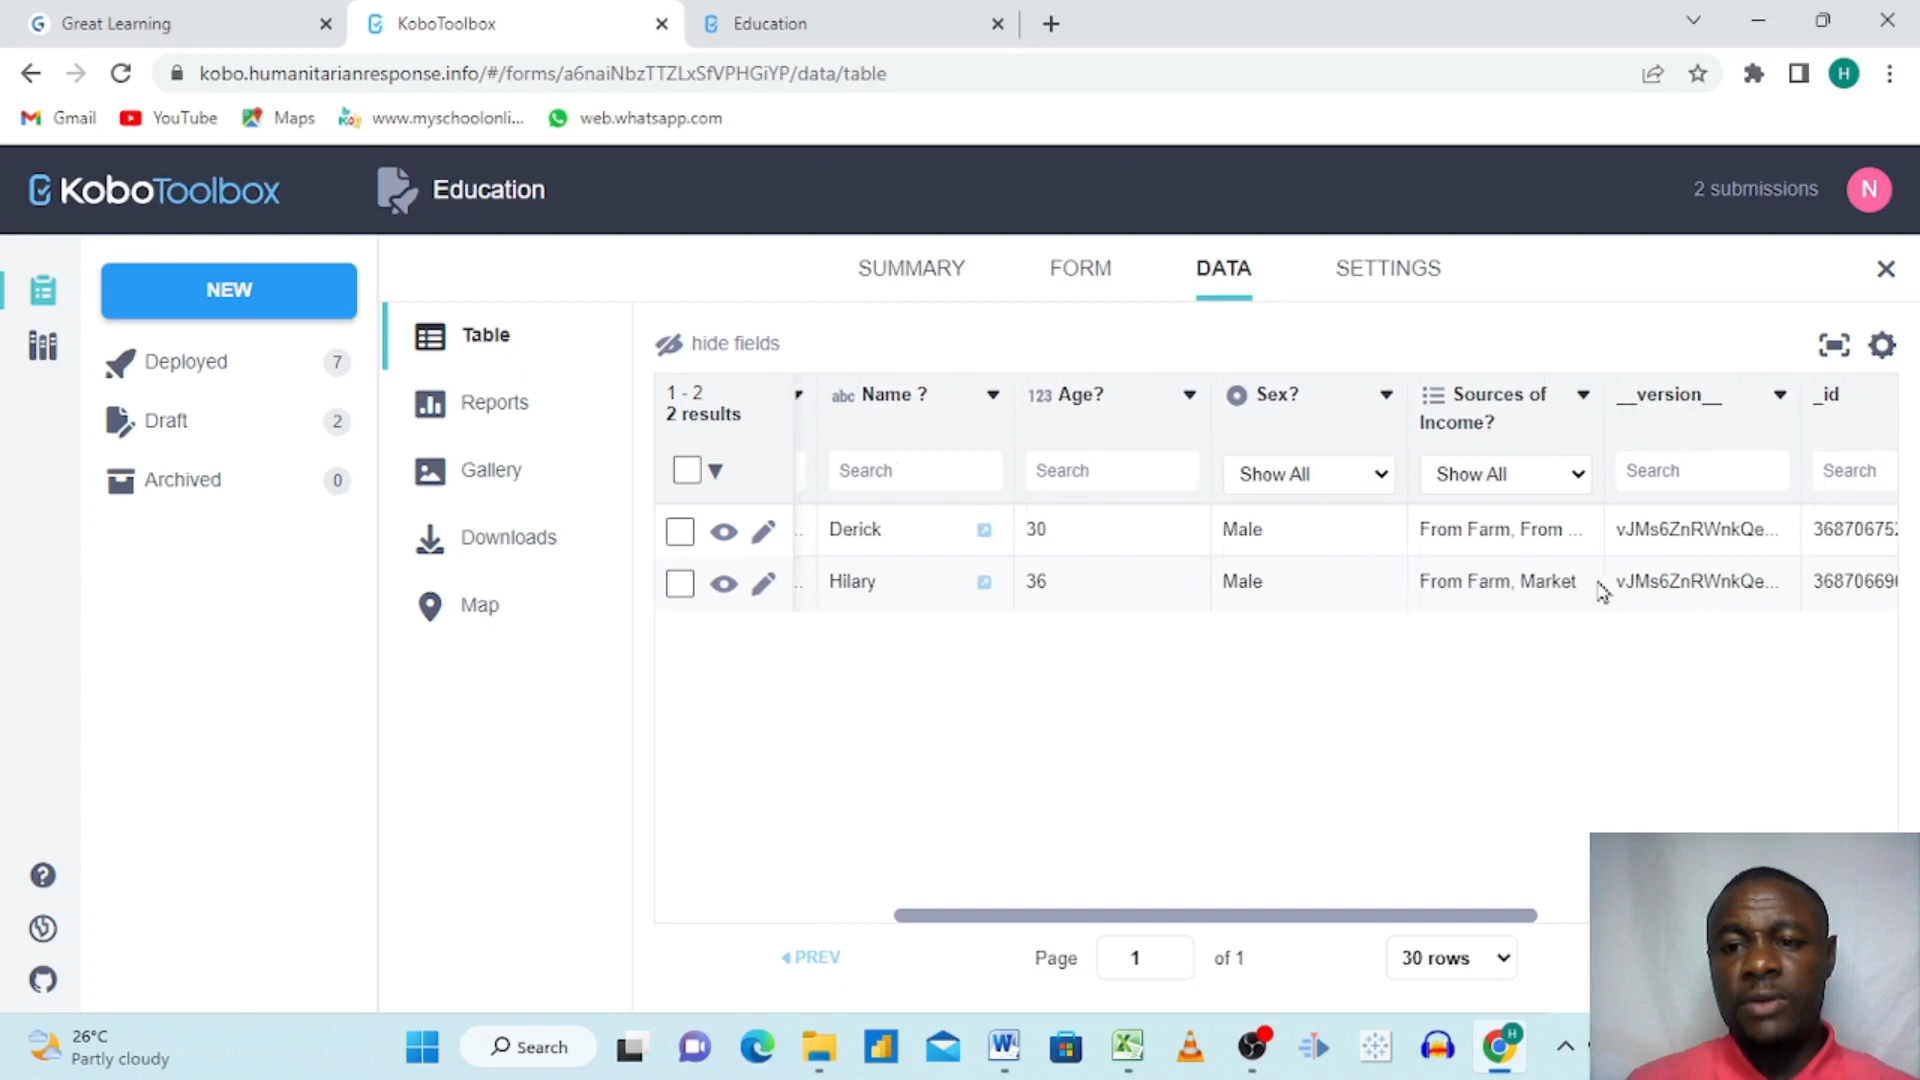 Great Learning
KoboToolbox
Education
kobo.humanitarianresponse.info/#/forms/a6naiNbzTTZLxSfVPHGiYP/data/table
H
Gmail
YouTube
Maps
www.myschoolonli...
web.whatsapp.com
KoboToolbox
Education
2 submissions
N
NEW
Deployed
7
Draft
2
Archived
0
SUMMARY
FORM
DATA
SETTINGS
Table
Reports
Gallery
Downloads
Map
hide fields
1 - 2
2 results
abc Name ?
123 Age?
Sex?
Sources of
Income?
__version__
_id
Search
Search
Show All
Show All
Search
Search
Derick
30
Male
From Farm, From ...
vJMs6ZnRWnkQe...
Hilary
36
Male
From Farm, Market
vJMs6ZnRWnkQe...
PREV
Page
1
of 1
30 rows
26°C
Partly cloudy
Search